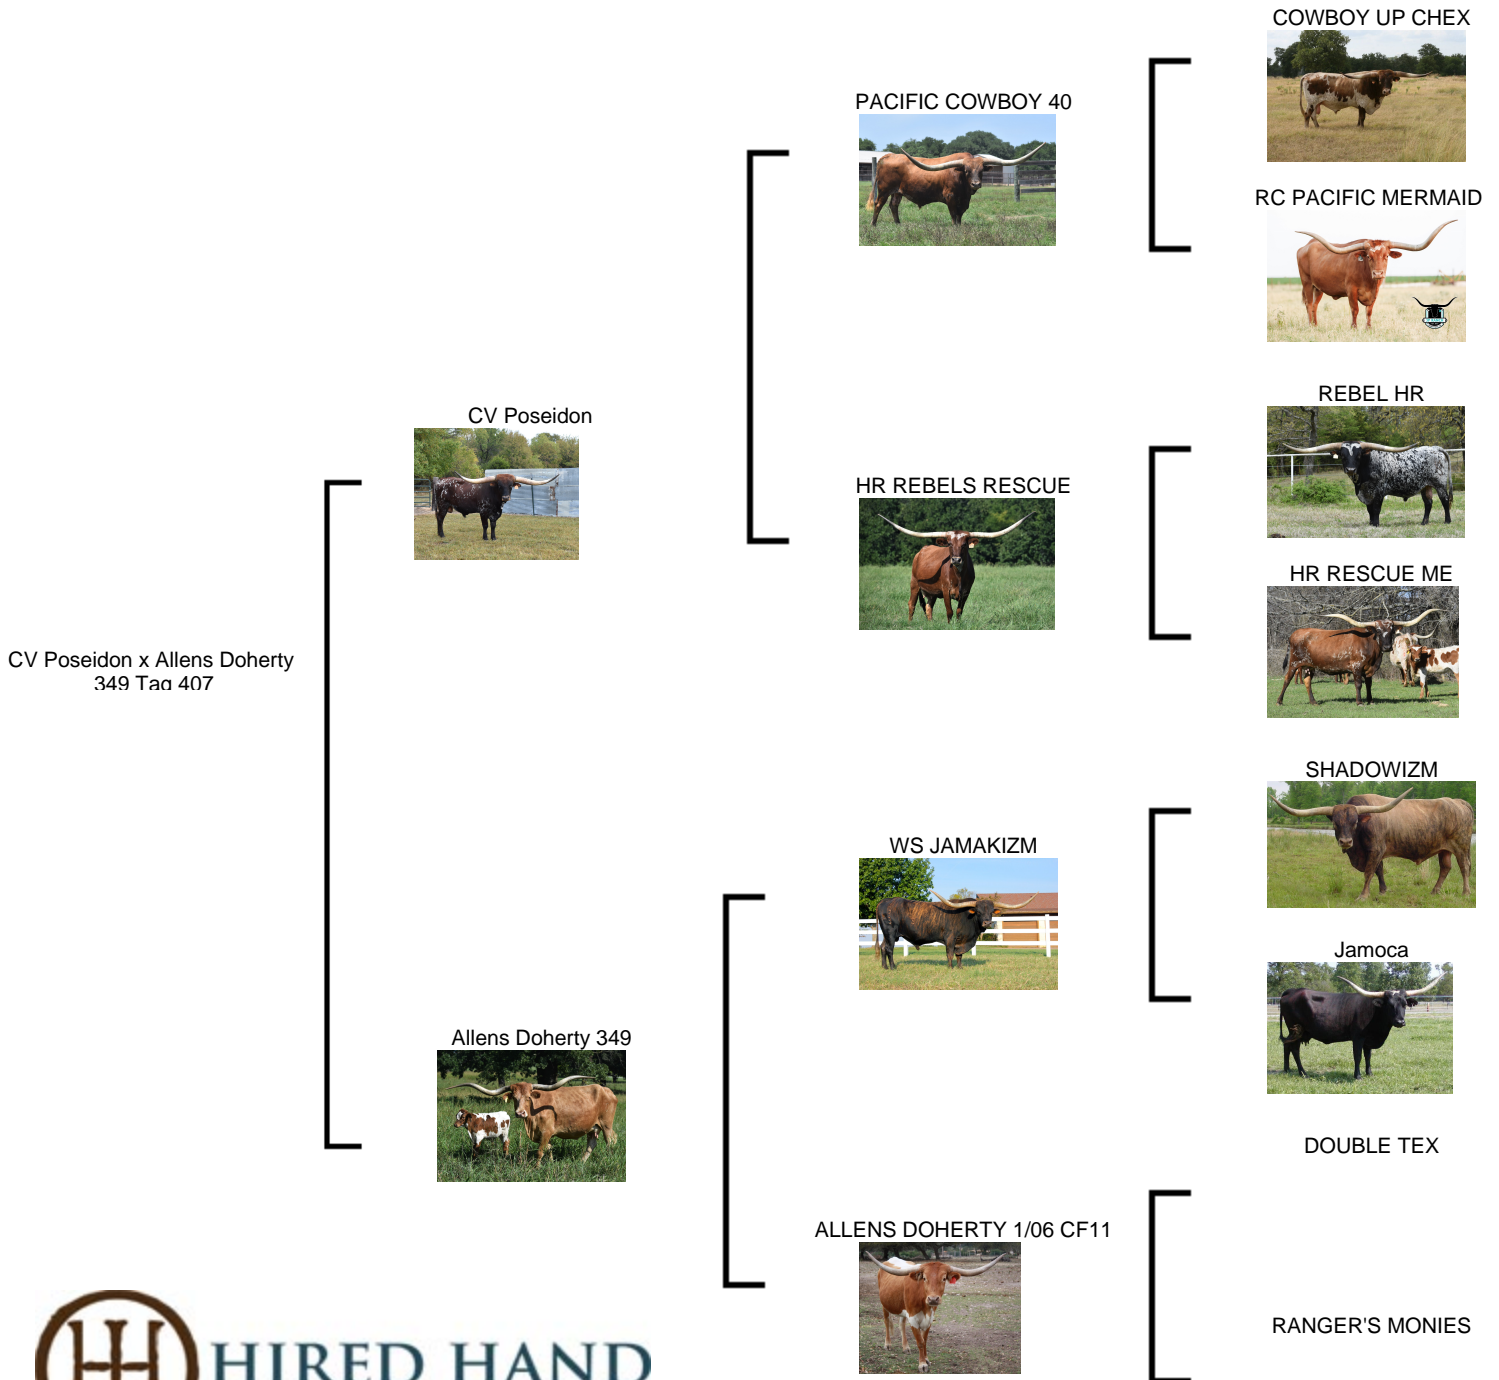 COWBOY UP CHEX
PACIFIC COWBOY 40
RC PACIFIC MERMAID
CV Poseidon
REBEL HR
HR REBELS RESCUE
HR RESCUE ME
CV Poseidon x Allens Doherty
349 Tag 407
SHADOWIZM
WS JAMAKIZM
Jamoca
Allens Doherty 349
DOUBLE TEX
ALLENS DOHERTY 1/06 CF11
RANGER'S MONIES
HIRED HAND